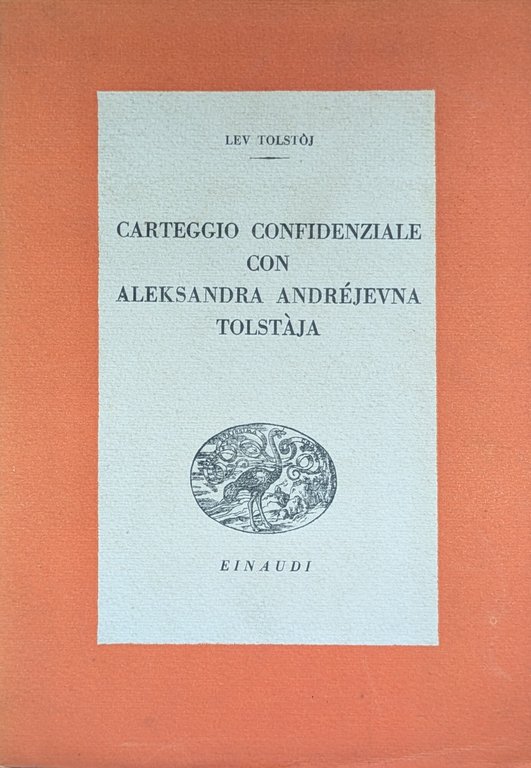 LEV TOLSTÒJ
CARTEGGIO CONFIDENZIALE
CON
ALEKSANDRA ANDRÉJEVNA
TOLSTÀJA
EINAUDI